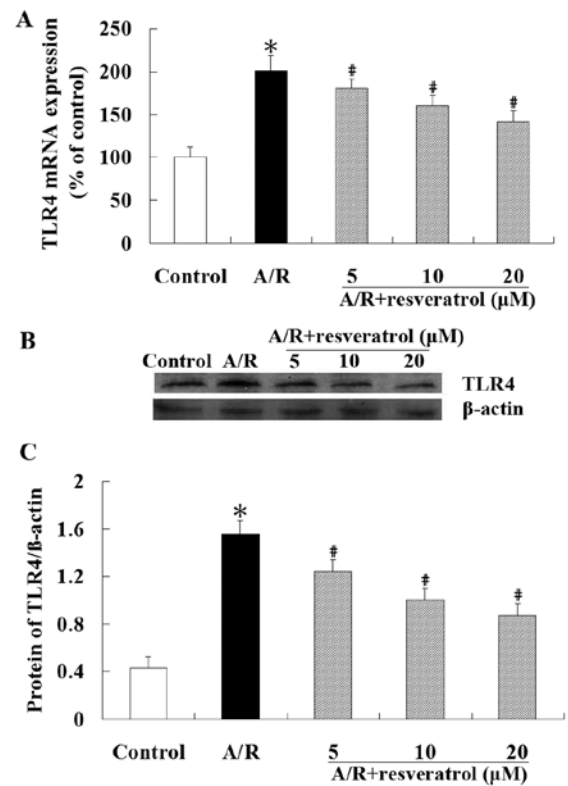 A
TLR4 mRNA expression
(% of control)
250
200
150
100
50
0
*
#
#
#
Control A/R 5 10 20
A/R+resveratrol (μM)
B
A/R+resveratrol (μM)
Control A/R 5 10 20
TLR4
β-actin
C
Protein of TLR4/ß-actin
2
1.6
1.2
0.8
0.4
0
*
#
#
#
Control A/R 5 10 20
A/R+resveratrol (μM)